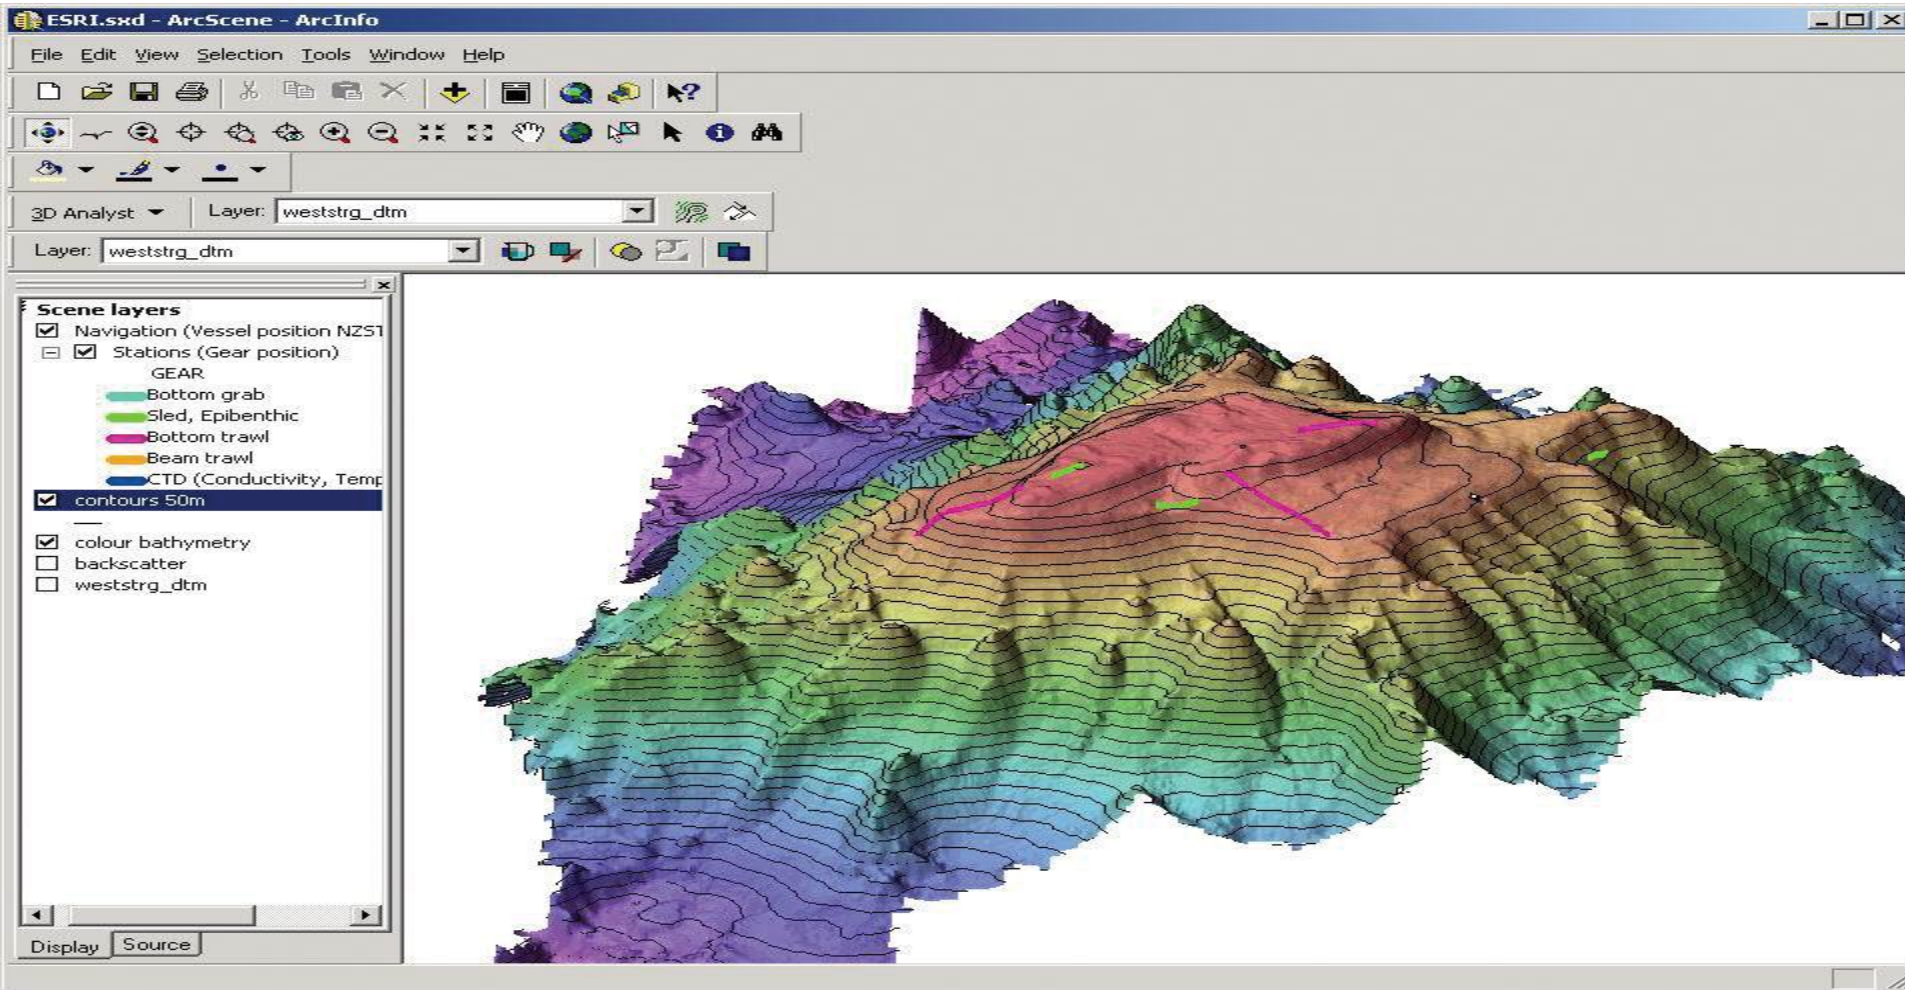 ESRI.sxd - ArcScene - ArcInfo
File Edit View Selection Tools Window Help
3D Analyst Layer: weststrg_dtm
Layer: weststrg_dtm
Scene layers
Navigation (Vessel position NZST
Stations (Gear position)
GEAR
Bottom grab
Sled, Epibenthic
Bottom trawl
Beam trawl
CTD (Conductivity, Temp
contours 50m
colour bathymetry
backscatter
weststrg_dtm
Display Source